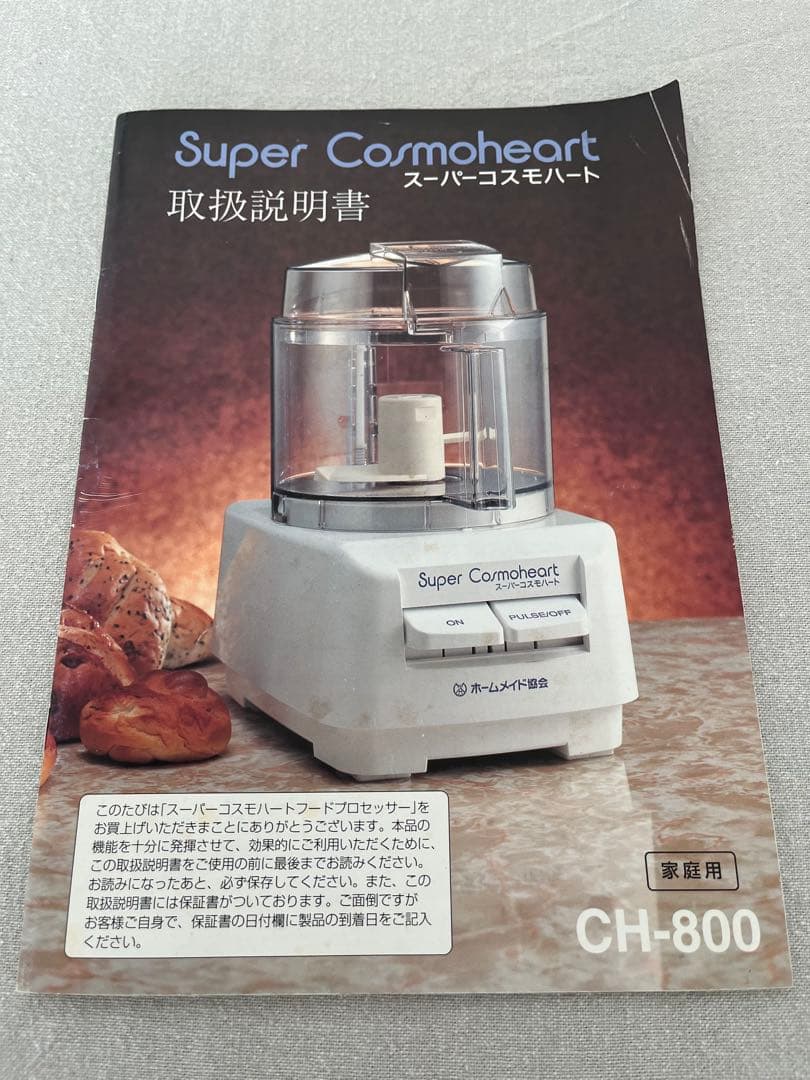 Super Cosmoheart
スーパーコスモハート
取扱説明書
Super Cosmoheart
スーパーコスモハート
ON
PULSE/OFF
ホームメイド協会
このたびは「スーパーコスモハートフードプロセッサー」を
お買上げいただきまことにありがとうございます。本品の
機能を十分に発揮させて、効果的にご利用いただくために、
この取扱説明書をご使用の前に最後までお読みください。
お読みになったあと、必ず保存してください。また、この
取扱説明書には保証書がついております。ご面倒ですが
お客様ご自身で、保証書の日付欄に製品の到着日をご記入
ください。
家庭用
CH-800